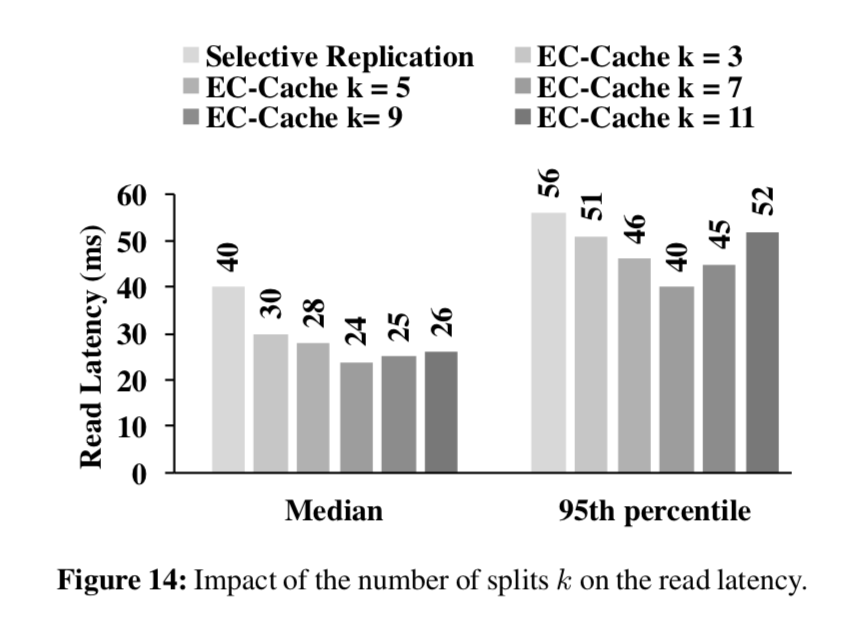 Selective Replication EC-Cache k = 3
EC-Cache k = 5 EC-Cache k = 7
EC-Cache k= 9 EC-Cache k = 11
Read Latency (ms)
60
50
40
30
20
10
0
40 30 28 24 25 26
56 51 46 40 45 52
Median 95th percentile
Figure 14: Impact of the number of splits k on the read latency.